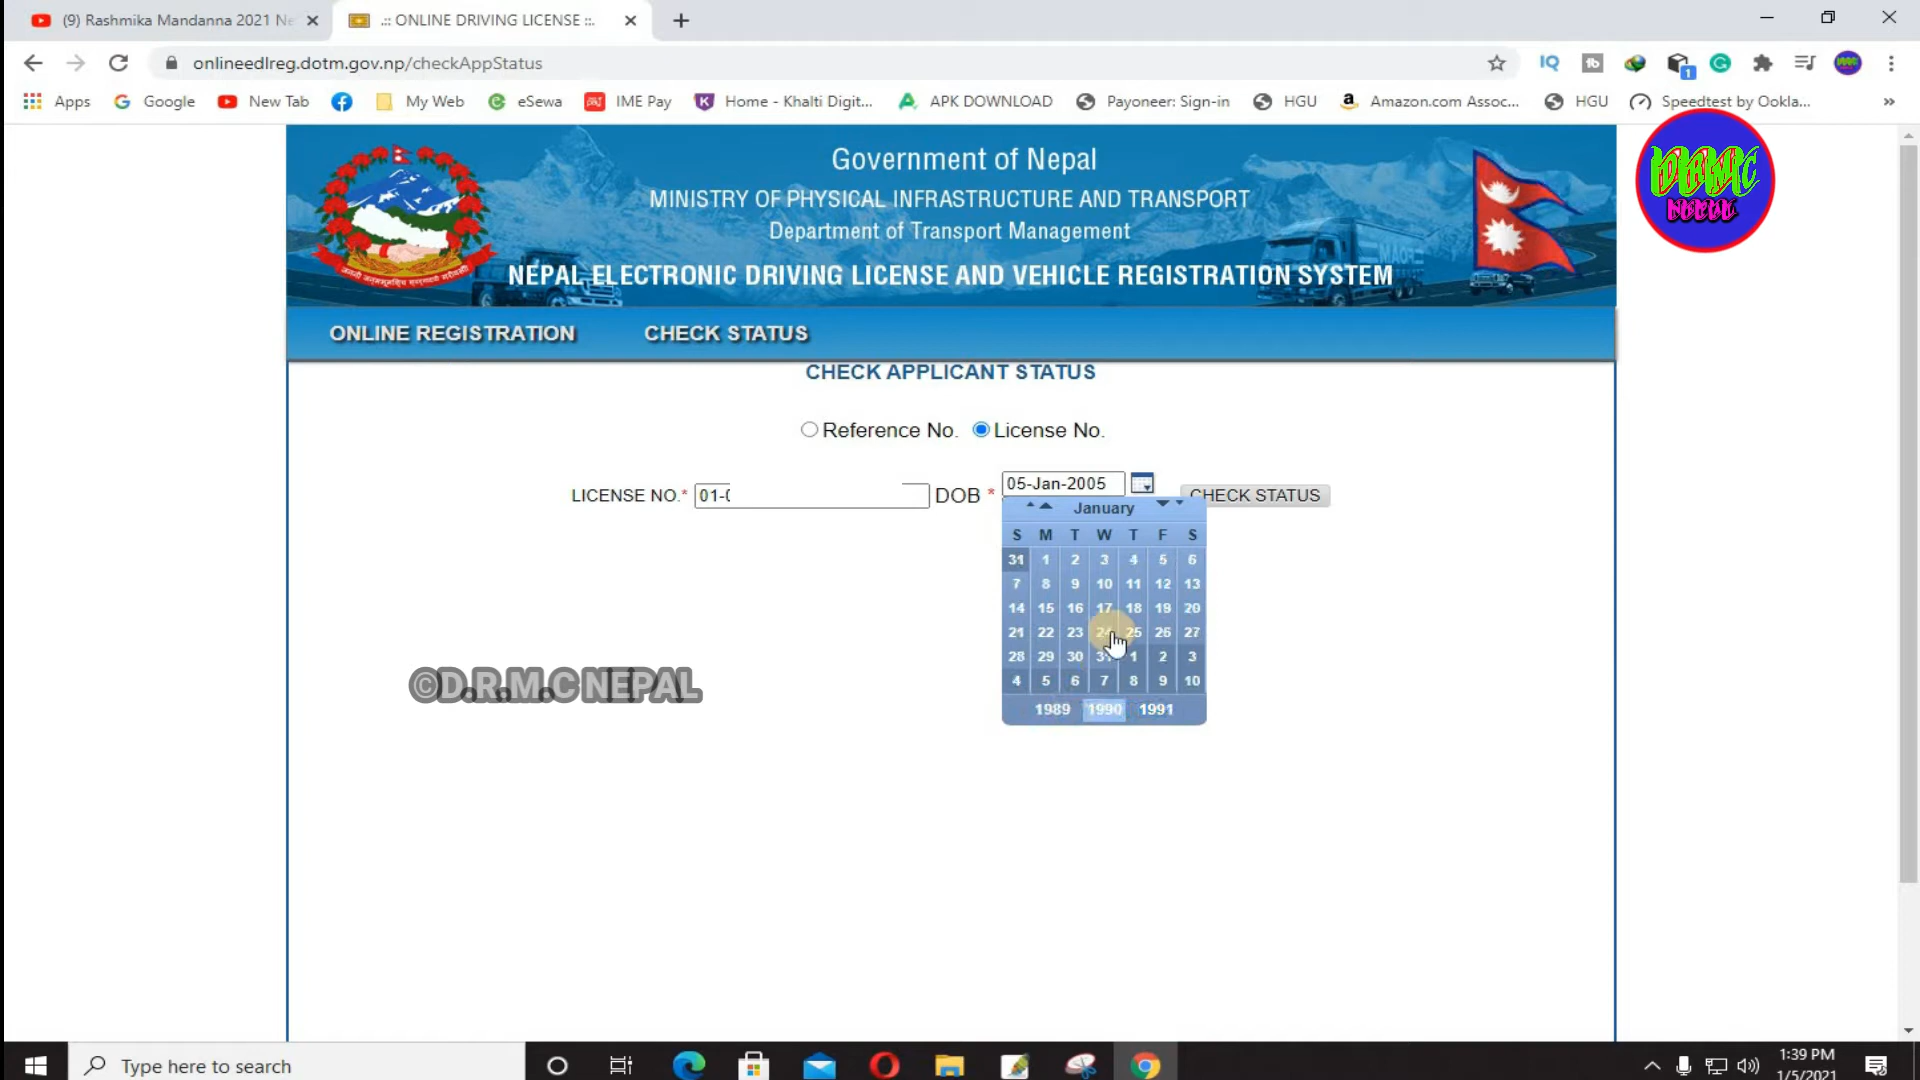 (9) Rashmika Mandanna 2021 Ne
.:: ONLINE DRIVING LICENSE ::.
onlineedlreg.dotm.gov.np/checkAppStatus
Apps Google New Tab My Web eSewa IME Pay Home - Khalti Digit... APK DOWNLOAD Payoneer: Sign-in HGU Amazon.com Assoc... HGU Speedtest by Ookla... »
Government of Nepal
MINISTRY OF PHYSICAL INFRASTRUCTURE AND TRANSPORT
Department of Transport Management
NEPAL ELECTRONIC DRIVING LICENSE AND VEHICLE REGISTRATION SYSTEM
ONLINE REGISTRATION CHECK STATUS
CHECK APPLICANT STATUS
Reference No. License No.
LICENSE NO.* 01-0 DOB * 05-Jan-2005 CHECK STATUS
January
S M T W T F S
31 1 2 3 4 5 6
7 8 9 10 11 12 13
14 15 16 17 18 19 20
21 22 23 24 25 26 27
28 29 30 31 1 2 3
4 5 6 7 8 9 10
1989 1990 1991
©D.R.M.C NEPAL
Type here to search
1:39 PM
1/5/2021